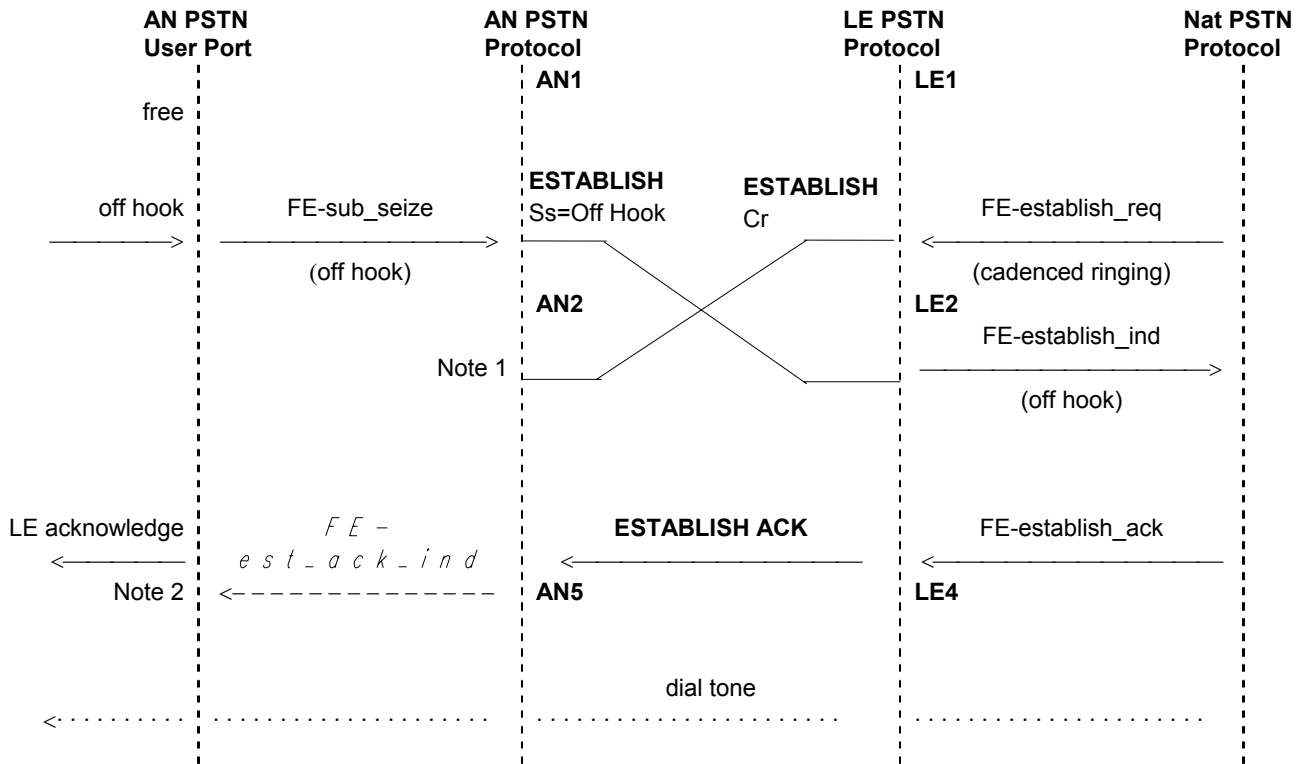 AN PSTN
User Port
AN PSTN
Protocol
LE PSTN
Protocol
Nat PSTN
Protocol
AN1
LE1
free
ESTABLISH
Ss=Off Hook
ESTABLISH
Cr
off hook
FE-sub_seize
FE-establish_req
(off hook)
(cadenced ringing)
AN2
LE2
FE-establish_ind
Note 1
(off hook)
LE acknowledge
FE-
est_ack_ind
ESTABLISH ACK
FE-establish_ack
Note 2
AN5
LE4
dial tone